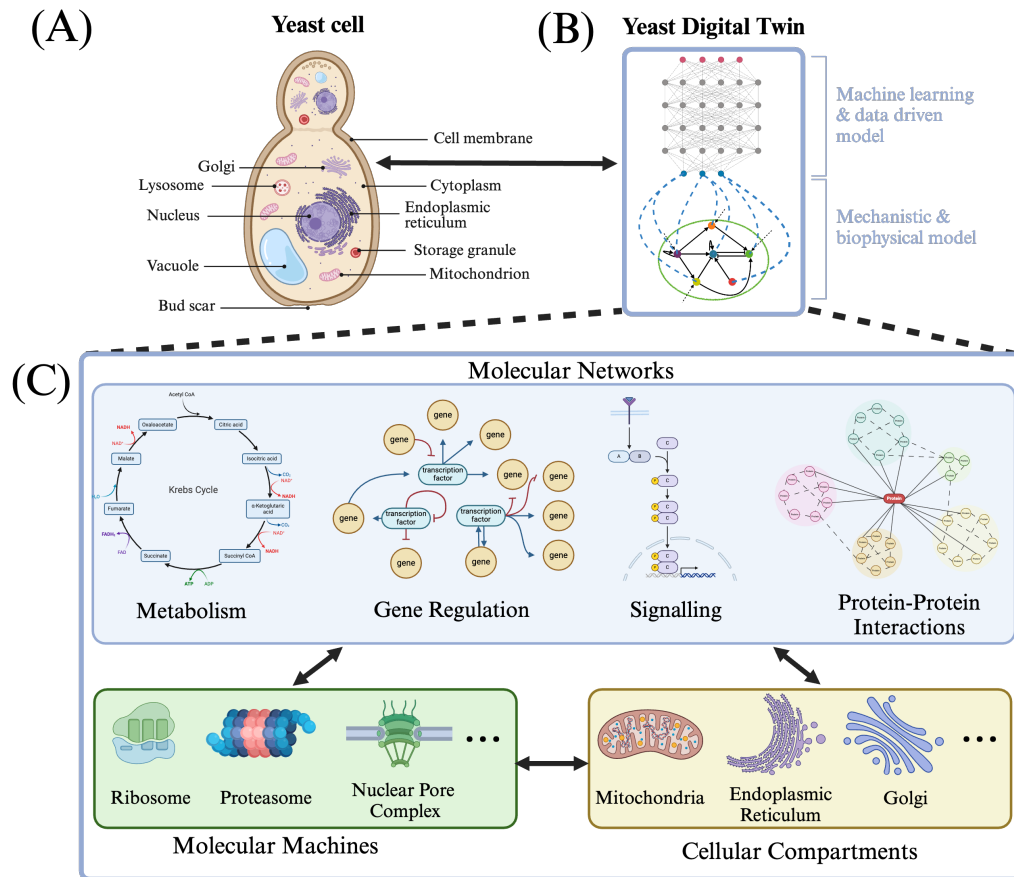 (A)
Yeast cell
Cell membrane
Golgi
Lysosome
Cytoplasm
Nucleus
Endoplasmic
reticulum
Storage granule
Vacuole
Mitochondrion
Bud scar
(B)
Yeast Digital Twin
Machine learning
& data driven
model
Mechanistic &
biophysical model
(C)
Molecular Networks
Acetyl CoA
Oxaloacetate
Citric acid
NADH
NAD+
Malate
Isocitric acid
CO₂
NAD+
NADH
H₂O
Krebs Cycle
Fumarate
α-Ketoglutaric
acid
CO₂
NAD+
NADH
FADH₂
FAD
Succinate
Succinyl CoA
ATP
ADP
Metabolism
gene
gene
gene
gene
transcription
factor
gene
transcription
factor
transcription
factor
gene
gene
gene
gene
Gene Regulation
C
A
B
C
P
C
P
C
P
C
P
C
P
C
Signalling
Protein
Protein-Protein
Interactions
Ribosome
Proteasome
Nuclear Pore
Complex
...
Molecular Machines
Mitochondria
Endoplasmic
Reticulum
Golgi
...
Cellular Compartments